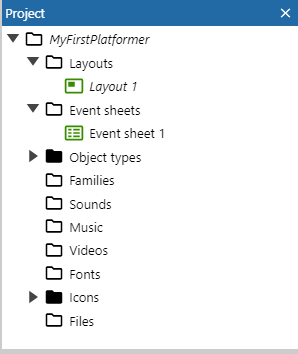 Project
MyFirstPlatformer
Layouts
Layout 1
Event sheets
Event sheet 1
Object types
Families
Sounds
Music
Videos
Fonts
Icons
Files